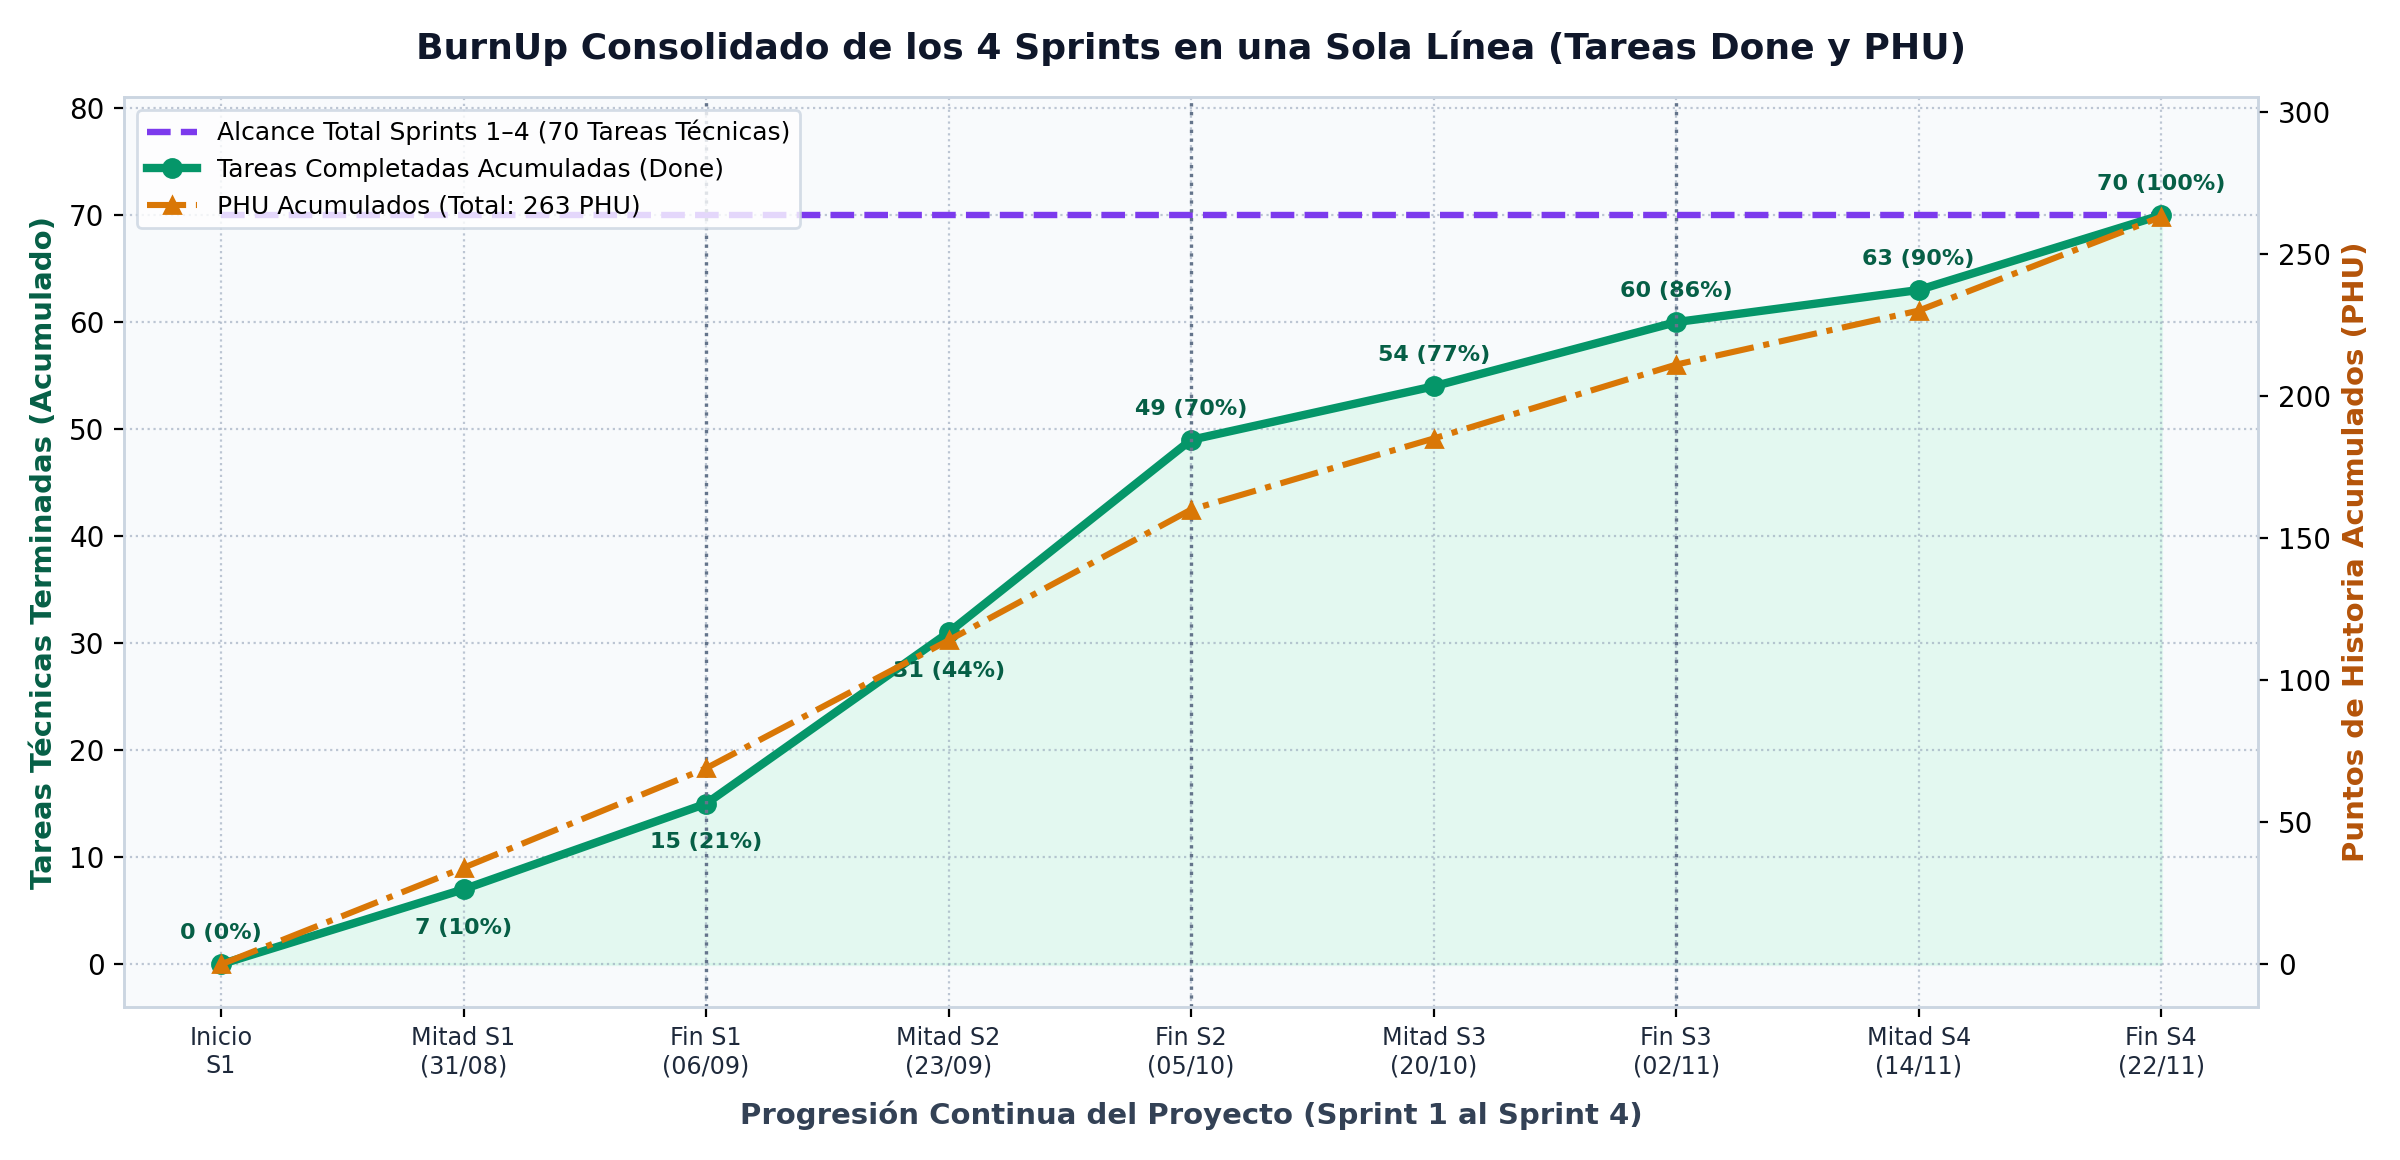 BurnUp Consolidado de los 4 Sprints en una Sola Línea (Tareas Done y PHU)
Alcance Total Sprints 1–4 (70 Tareas Técnicas)
Tareas Completadas Acumuladas (Done)
PHU Acumulados (Total: 263 PHU)
Tareas Técnicas Terminadas (Acumulado)
80
70
60
50
40
30
20
10
0
0 (0%)
7 (10%)
15 (21%)
31 (44%)
49 (70%)
54 (77%)
60 (86%)
63 (90%)
70 (100%)
300
250
200
150
100
50
0
Puntos de Historia Acumulados (PHU)
Inicio
S1
Mitad S1
(31/08)
Fin S1
(06/09)
Mitad S2
(23/09)
Fin S2
(05/10)
Mitad S3
(20/10)
Fin S3
(02/11)
Mitad S4
(14/11)
Fin S4
(22/11)
Progresión Continua del Proyecto (Sprint 1 al Sprint 4)